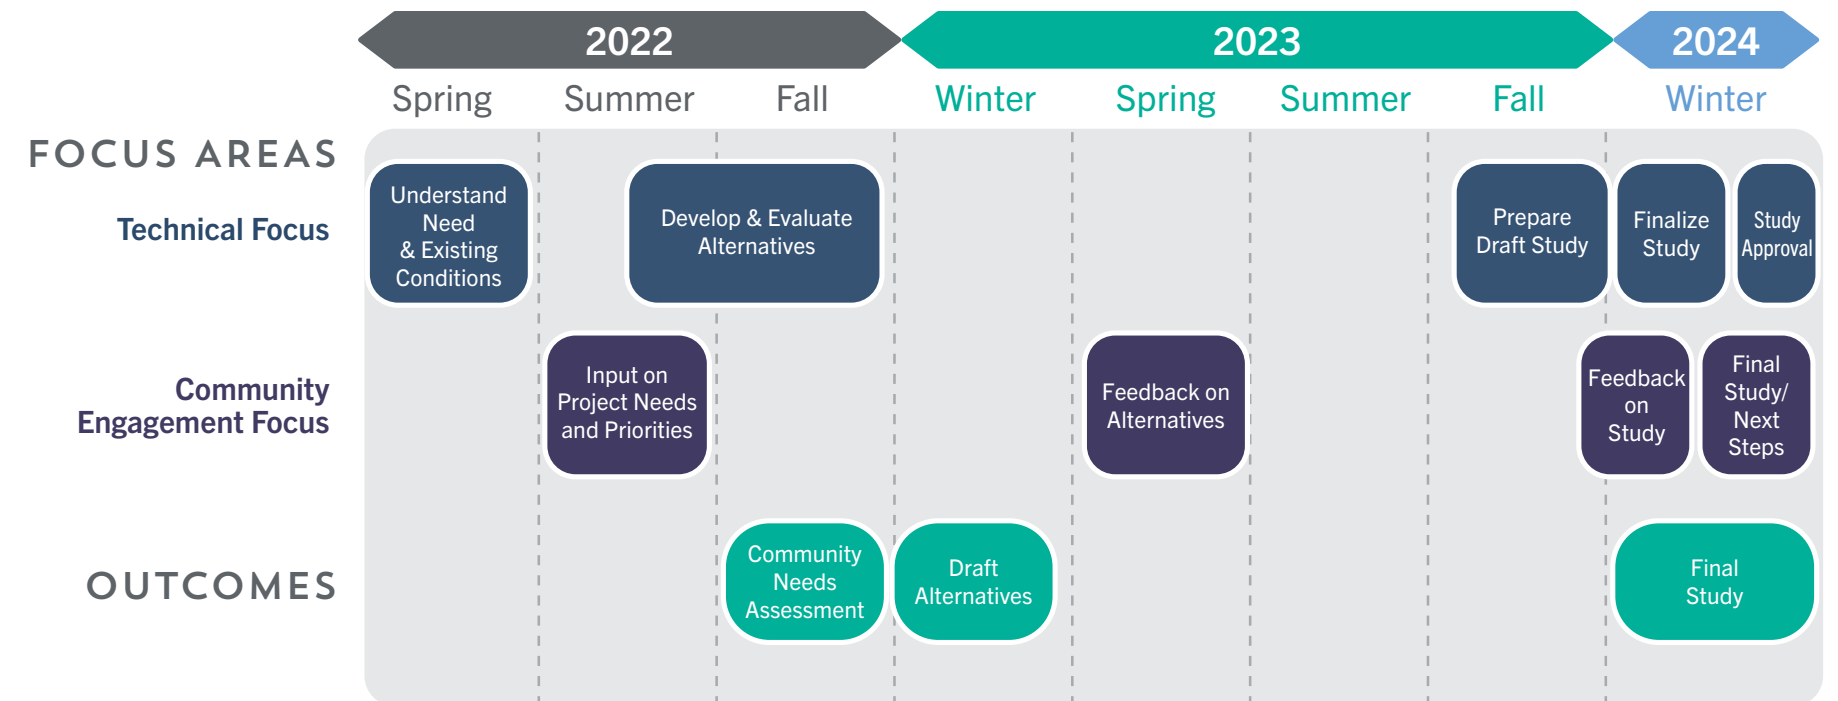 2022
2023
2024
Spring
Summer
Fall
Winter
Spring
Summer
Fall
Winter
FOCUS AREAS
Technical Focus
Understand
Need
& Existing
Conditions
Develop & Evaluate
Alternatives
Prepare
Draft Study
Finalize
Study
Study
Approval
Community
Engagement Focus
Input on
Project Needs
and Priorities
Feedback on
Alternatives
Feedback
on
Study
Final
Study/
Next
Steps
OUTCOMES
Community
Needs
Assessment
Draft
Alternatives
Final
Study